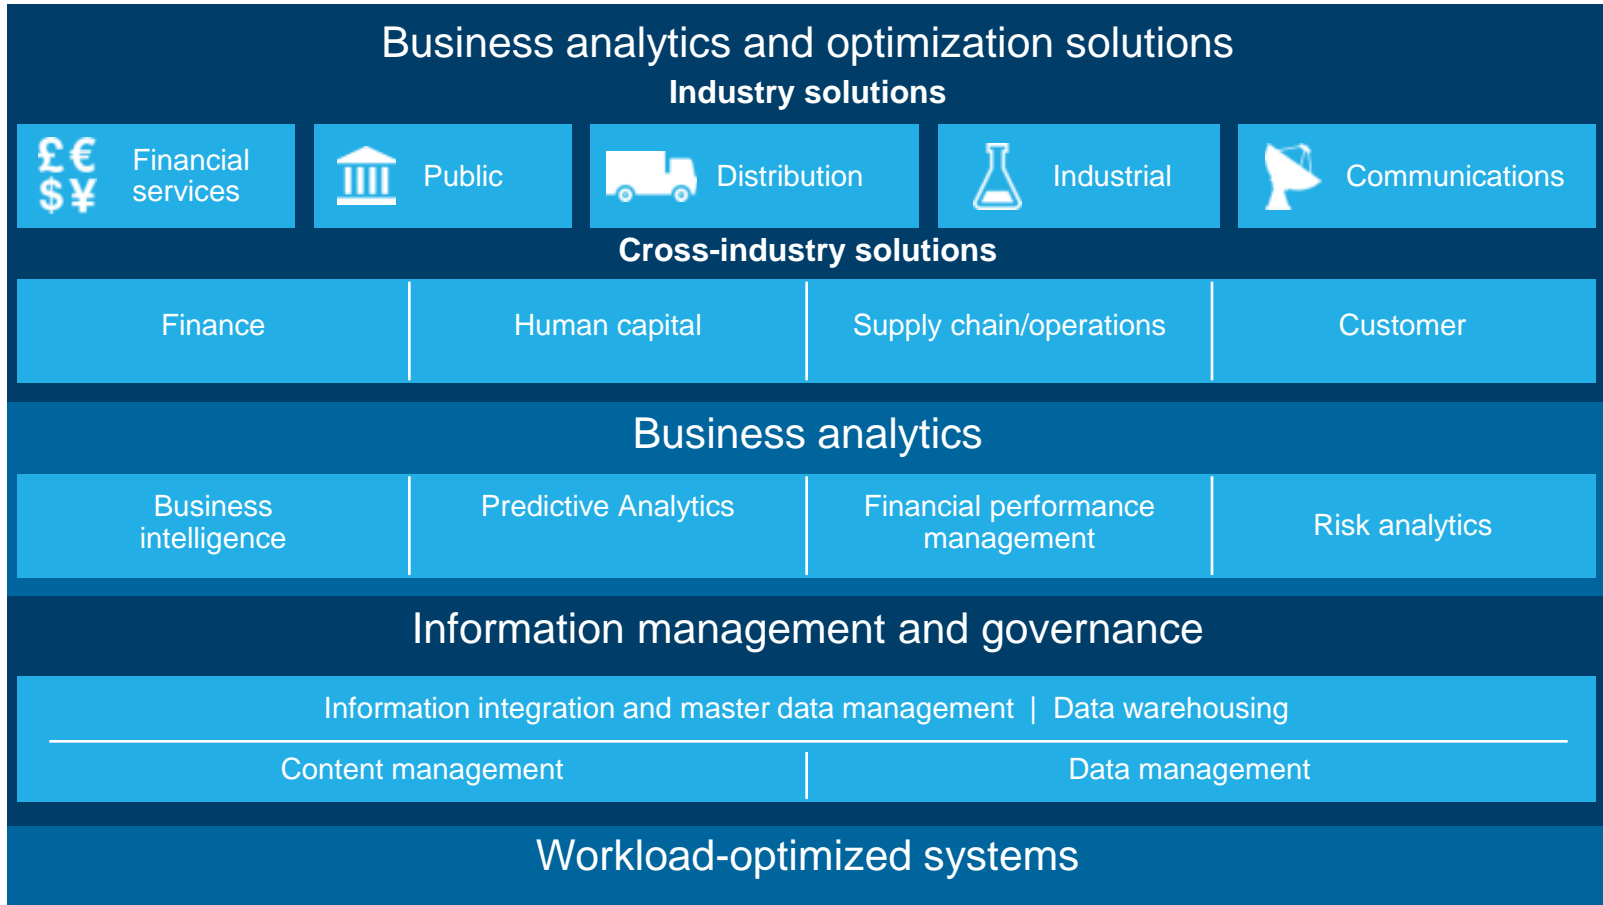 Business analytics and optimization solutions
Industry solutions
£ €
$ ¥
Financial
services
Public
Distribution
Industrial
Communications
Cross-industry solutions
Finance
Human capital
Supply chain/operations
Customer
Business analytics
Business
intelligence
Predictive Analytics
Financial performance
management
Risk analytics
Information management and governance
Information integration and master data management | Data warehousing
Content management
Data management
Workload-optimized systems